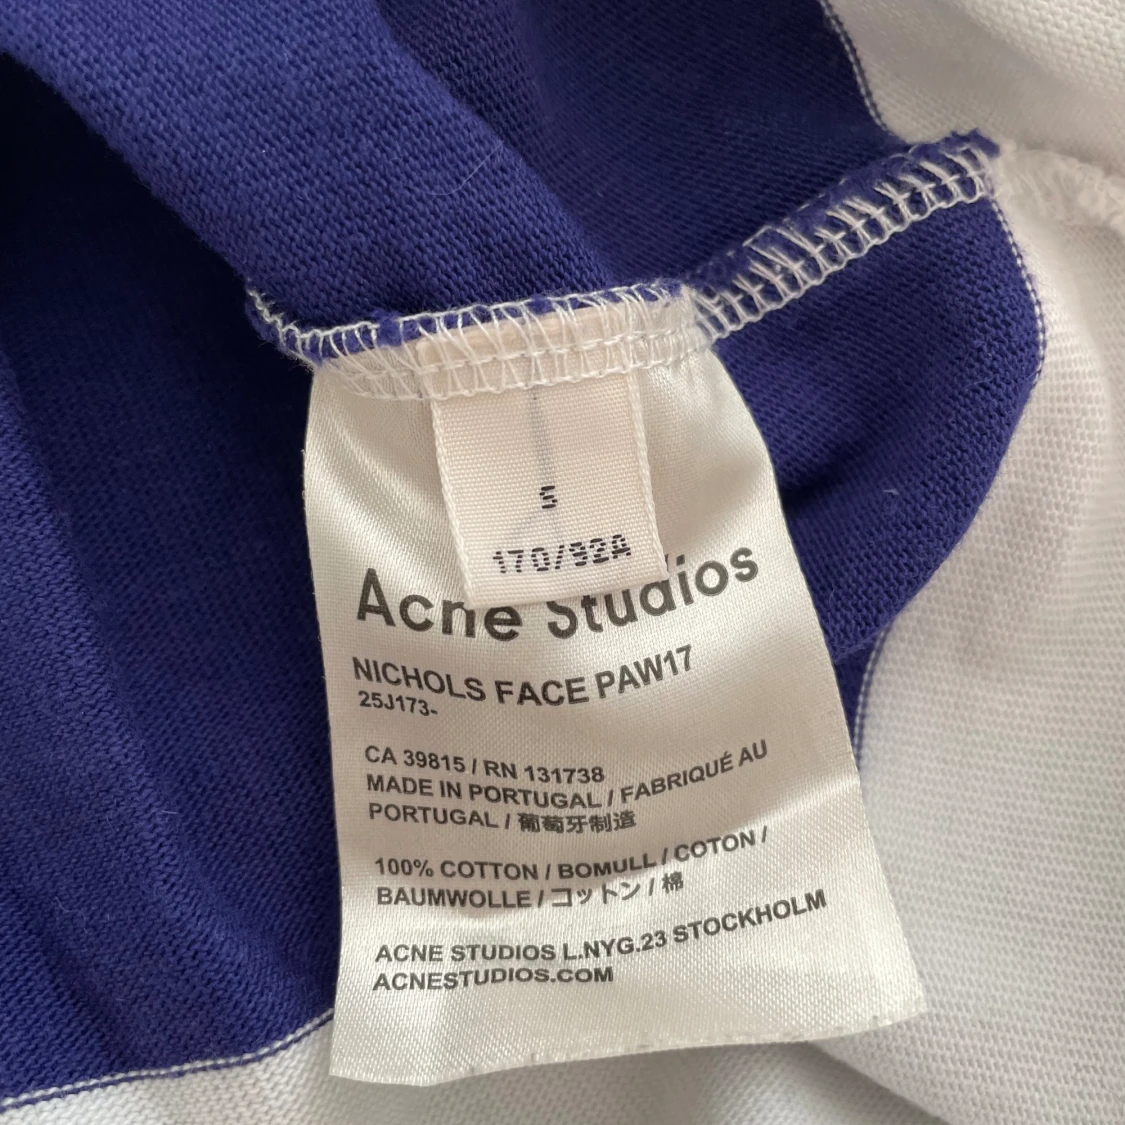 S
170/92A
Acne Studios
NICHOLS FACE PAW17
25J173-
CA 39815 / RN 131738
MADE IN PORTUGAL / FABRIQUÉ AU
PORTUGAL / 葡萄牙制造
100% COTTON / BOMULL / COTON /
BAUMWOLLE / コットン / 棉
ACNE STUDIOS L.NYG.23 STOCKHOLM
ACNESTUDIOS.COM